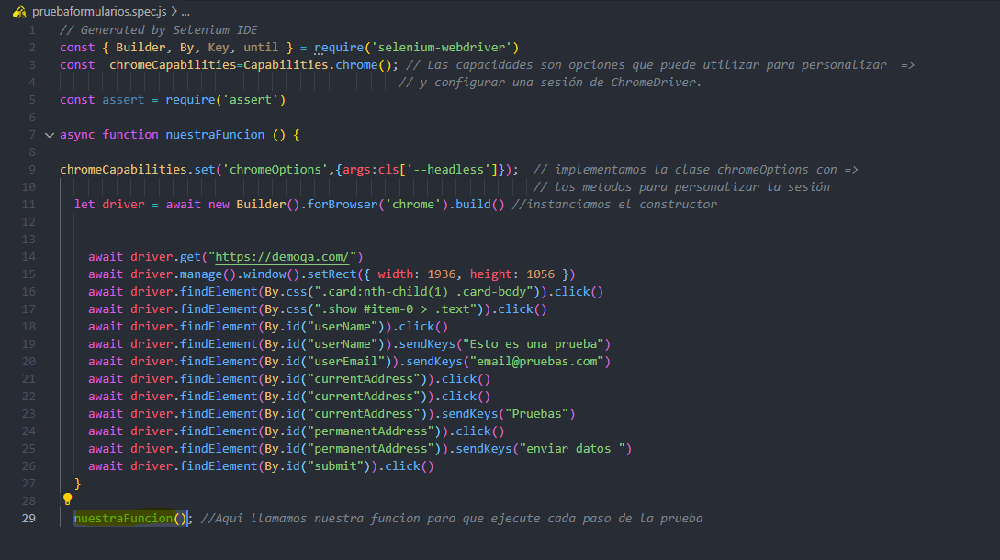 pruebaformularios.spec.js > ...
1 // Generated by Selenium IDE
2 const { Builder, By, Key, until } = require('selenium-webdriver')
3 const  chromeCapabilities=Capabilities.chrome(); // Las capacidades son opciones que puede utilizar para personalizar  =>
4 // y configurar una sesión de ChromeDriver.
5 const assert = require('assert')
6
7 async function nuestraFuncion () {
8
9 chromeCapabilities.set('chromeOptions',{args:cls['--headless']});  // implementamos la clase chromeOptions con =>
10 // los metodos para personalizar la sesión
11 let driver = await new Builder().forBrowser('chrome').build() //instanciamos el constructor
12
13
14 await driver.get("https://demoqa.com/")
15 await driver.manage().window().setRect({ width: 1936, height: 1056 })
16 await driver.findElement(By.css(".card:nth-child(1) .card-body")).click()
17 await driver.findElement(By.css(".show #item-0 > .text")).click()
18 await driver.findElement(By.id("userName")).click()
19 await driver.findElement(By.id("userName")).sendKeys("Esto es una prueba")
20 await driver.findElement(By.id("userEmail")).sendKeys("email@pruebas.com")
21 await driver.findElement(By.id("currentAddress")).click()
22 await driver.findElement(By.id("currentAddress")).click()
23 await driver.findElement(By.id("currentAddress")).sendKeys("Pruebas")
24 await driver.findElement(By.id("permanentAddress")).click()
25 await driver.findElement(By.id("permanentAddress")).sendKeys("enviar datos ")
26 await driver.findElement(By.id("submit")).click()
27 }
28
29 nuestraFuncion(); //Aqui llamamos nuestra funcion para que ejecute cada paso de la prueba